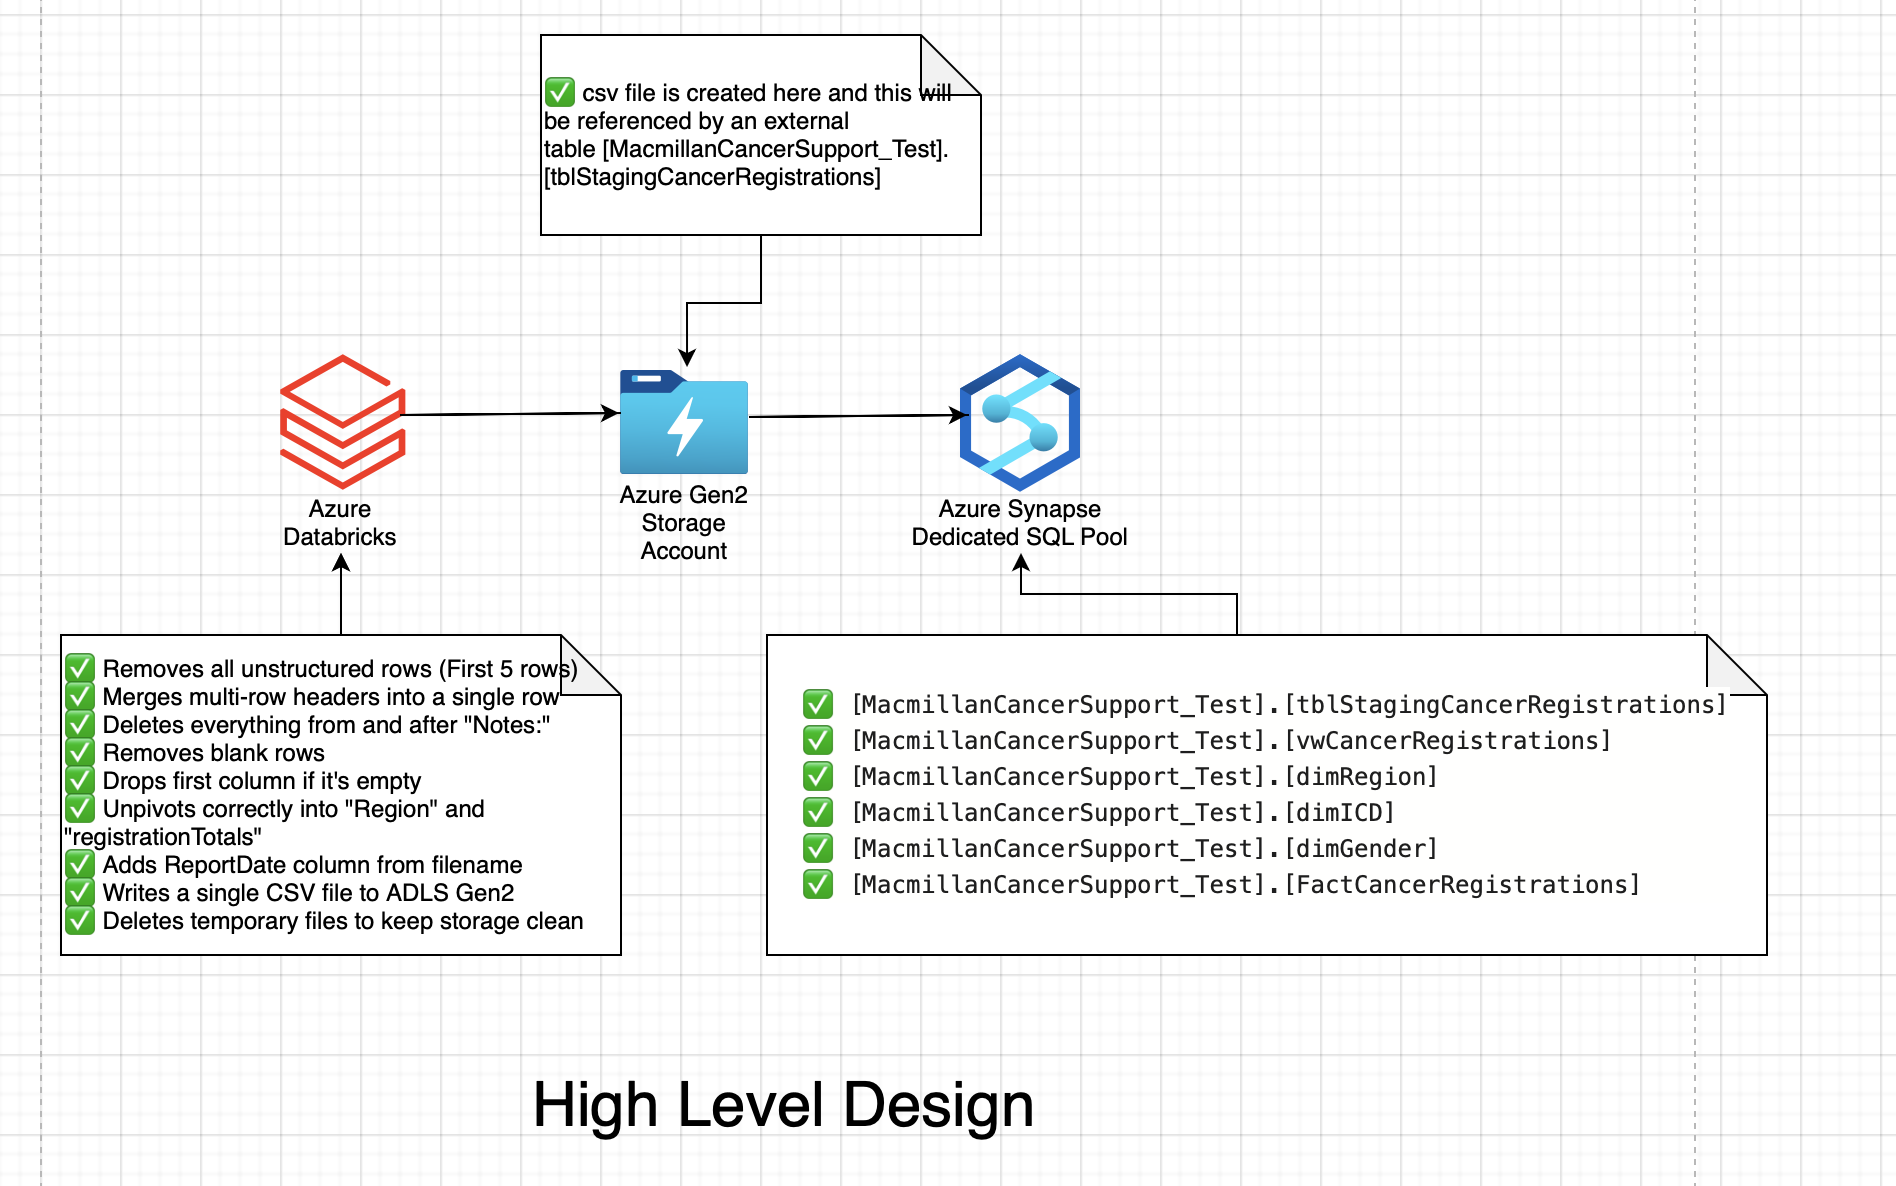 ✅ csv file is created here and this will
be referenced by an external
table [MacmillanCancerSupport_Test].
[tblStagingCancerRegistrations]
Azure
Databricks
Azure Gen2
Storage
Account
Azure Synapse
Dedicated SQL Pool
✅ Removes all unstructured rows (First 5 rows)
✅ Merges multi-row headers into a single row
✅ Deletes everything from and after "Notes:"
✅ Removes blank rows
✅ Drops first column if it's empty
✅ Unpivots correctly into "Region" and
"registrationTotals"
✅ Adds ReportDate column from filename
✅ Writes a single CSV file to ADLS Gen2
✅ Deletes temporary files to keep storage clean
✅ [MacmillanCancerSupport_Test].[tblStagingCancerRegistrations]
✅ [MacmillanCancerSupport_Test].[vwCancerRegistrations]
✅ [MacmillanCancerSupport_Test].[dimRegion]
✅ [MacmillanCancerSupport_Test].[dimICD]
✅ [MacmillanCancerSupport_Test].[dimGender]
✅ [MacmillanCancerSupport_Test].[FactCancerRegistrations]
High Level Design